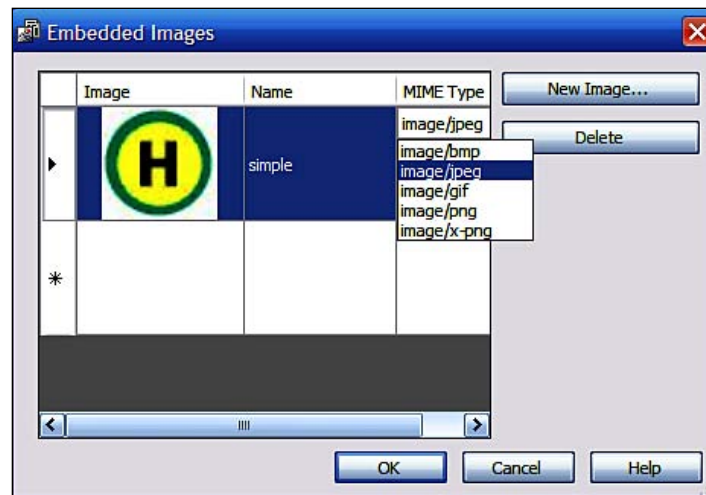 Embedded Images
Image Name MIME Type
New Image...
image/jpeg
Delete
H
simple
image/bmp
image/jpeg
image/gif
image/png
image/x-png
OK Cancel Help